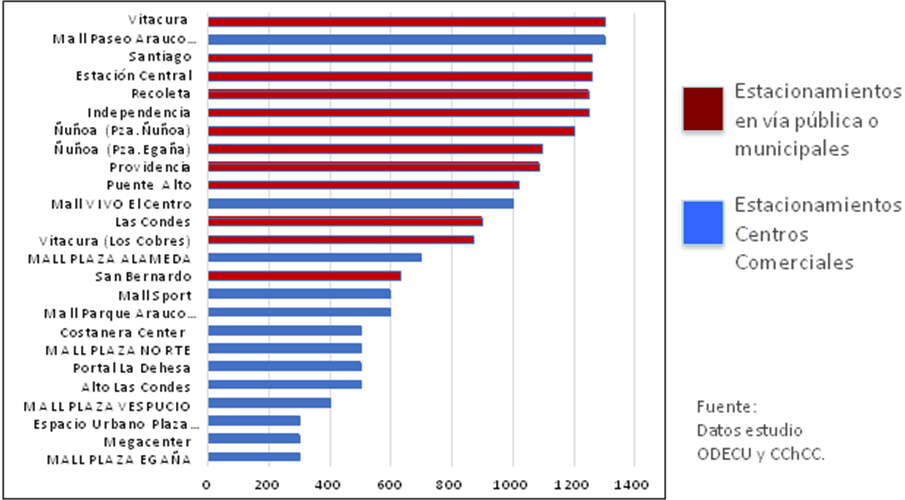 Vitacura
Mall Paseo Arauco...
Santiago
Estación Central
Recoleta
Independencia
Ñuñoa (Pza. Ñuñoa)
Ñuñoa (Pza. Egaña)
Providencia
Puente Alto
Mall VIVO El Centro
Las Condes
Vitacura (Los Cobres)
MALL PLAZA ALAMEDA
San Bernardo
Mall Sport
Mall Parque Arauco...
Costanera Center
MALL PLAZA NORTE
Portal La Dehesa
Alto Las Condes
MALL PLAZA VESPUCIO
Espacio Urbano Plaza...
Megacenter
MALL PLAZA EGAÑA
0 200 400 600 800 1000 1200 1400
Estacionamientos
en vía pública o
municipales
Estacionamientos
Centros
Comerciales
Fuente:
Datos estudio
ODECU y CChCC.